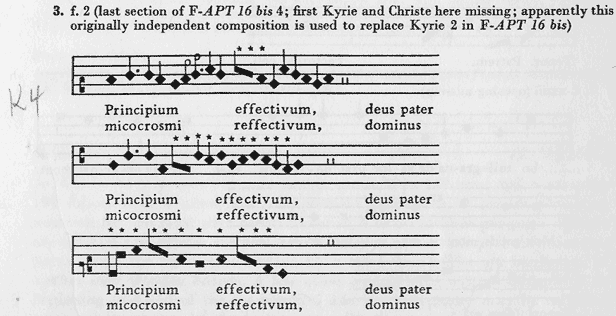 3. f. 2 (last section of F-APT 16 bis 4; first Kyrie and Christe here missing; apparently this
originally independent composition is used to replace Kyrie 2 in F-APT 16 bis)
K4
Principium effectivum, deus pater
micocrosmi reffectivum, dominus
Principium effectivum, deus pater
micocrosmi reffectivum, dominus
Principium effectivum, deus pater
micocrosmi reffectivum, dominus